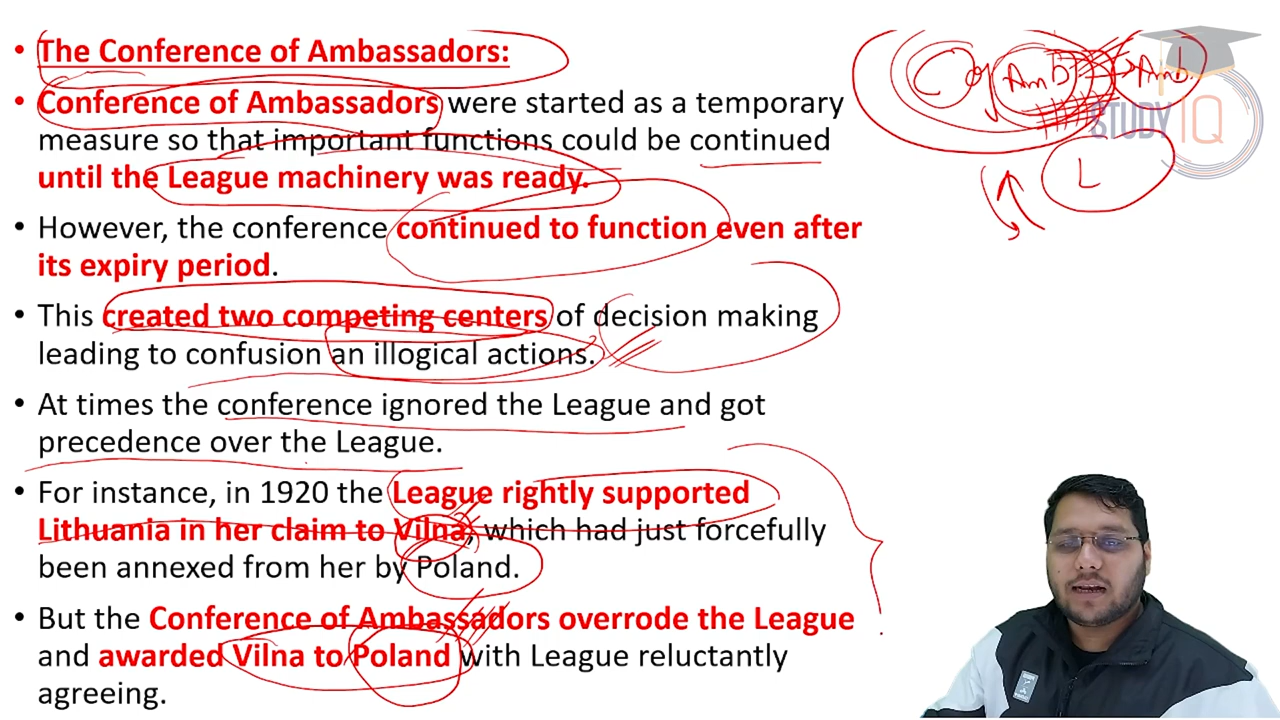 • The Conference of Ambassadors:
• Conference of Ambassadors were started as a temporary
measure so that important functions could be continued
until the League machinery was ready.
• However, the conference continued to function even after
its expiry period.
• This created two competing centers of decision making
leading to confusion an illogical actions.
• At times the conference ignored the League and got
precedence over the League.
• For instance, in 1920 the League rightly supported
Lithuania in her claim to Vilna, which had just forcefully
been annexed from her by Poland.
• But the Conference of Ambassadors overrode the League
and awarded Vilna to Poland with League reluctantly
agreeing.
C of Amb → Amb.
STUDY IQ
L